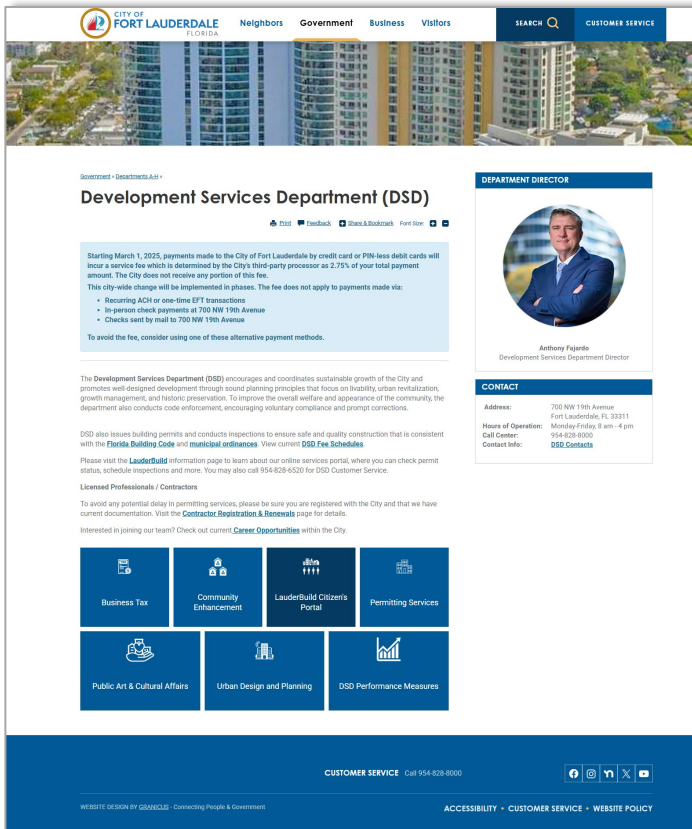 CITY OF
FORT LAUDERDALE
FLORIDA
Neighbors Government Business Visitors
SEARCH CUSTOMER SERVICE
Government » Departments A-H »
Development Services Department (DSD)
Print Feedback Share & Bookmark Font Size: + -
Starting March 1, 2025, payments made to the City of Fort Lauderdale by credit card or PIN-less debit cards will
incur a service fee which is determined by the City's third-party processor as 2.75% of your total payment
amount. The City does not receive any portion of this fee.
This city-wide change will be implemented in phases. The fee does not apply to payments made via:
• Recurring ACH or one-time EFT transactions
• In-person check payments at 700 NW 19th Avenue
• Checks sent by mail to 700 NW 19th Avenue
To avoid the fee, consider using one of these alternative payment methods.
The Development Services Department (DSD) encourages and coordinates sustainable growth of the City and
promotes well-designed development through sound planning principles that focus on livability, urban revitalization,
growth management, and historic preservation. To improve the overall welfare and appearance of the community, the
department also conducts code enforcement, encouraging voluntary compliance and prompt corrections.
DSD also issues building permits and conducts inspections to ensure safe and quality construction that is consistent
with the Florida Building Code and municipal ordinances. View current DSD Fee Schedules.
Please visit the LauderBuild information page to learn about our online services portal, where you can check permit
status, schedule inspections and more. You may also call 954-828-6520 for DSD Customer Service.
Licensed Professionals / Contractors
To avoid any potential delay in permitting services, please be sure you are registered with the City and that we have
current documentation. Visit the Contractor Registration & Renewals page for details.
Interested in joining our team? Check out current Career Opportunities within the City.
Business Tax
Community
Enhancement
LauderBuild Citizen's
Portal
Permitting Services
Public Art & Cultural Affairs
Urban Design and Planning
DSD Performance Measures
DEPARTMENT DIRECTOR
Anthony Fajardo
Development Services Department Director
CONTACT
Address: 700 NW 19th Avenue
Fort Lauderdale, FL 33311
Hours of Operation: Monday-Friday, 8 am - 4 pm
Call Center: 954-828-8000
Contact Info: DSD Contacts
CUSTOMER SERVICE Call 954-828-8000
WEBSITE DESIGN BY GRANICUS - Connecting People & Government
ACCESSIBILITY • CUSTOMER SERVICE • WEBSITE POLICY